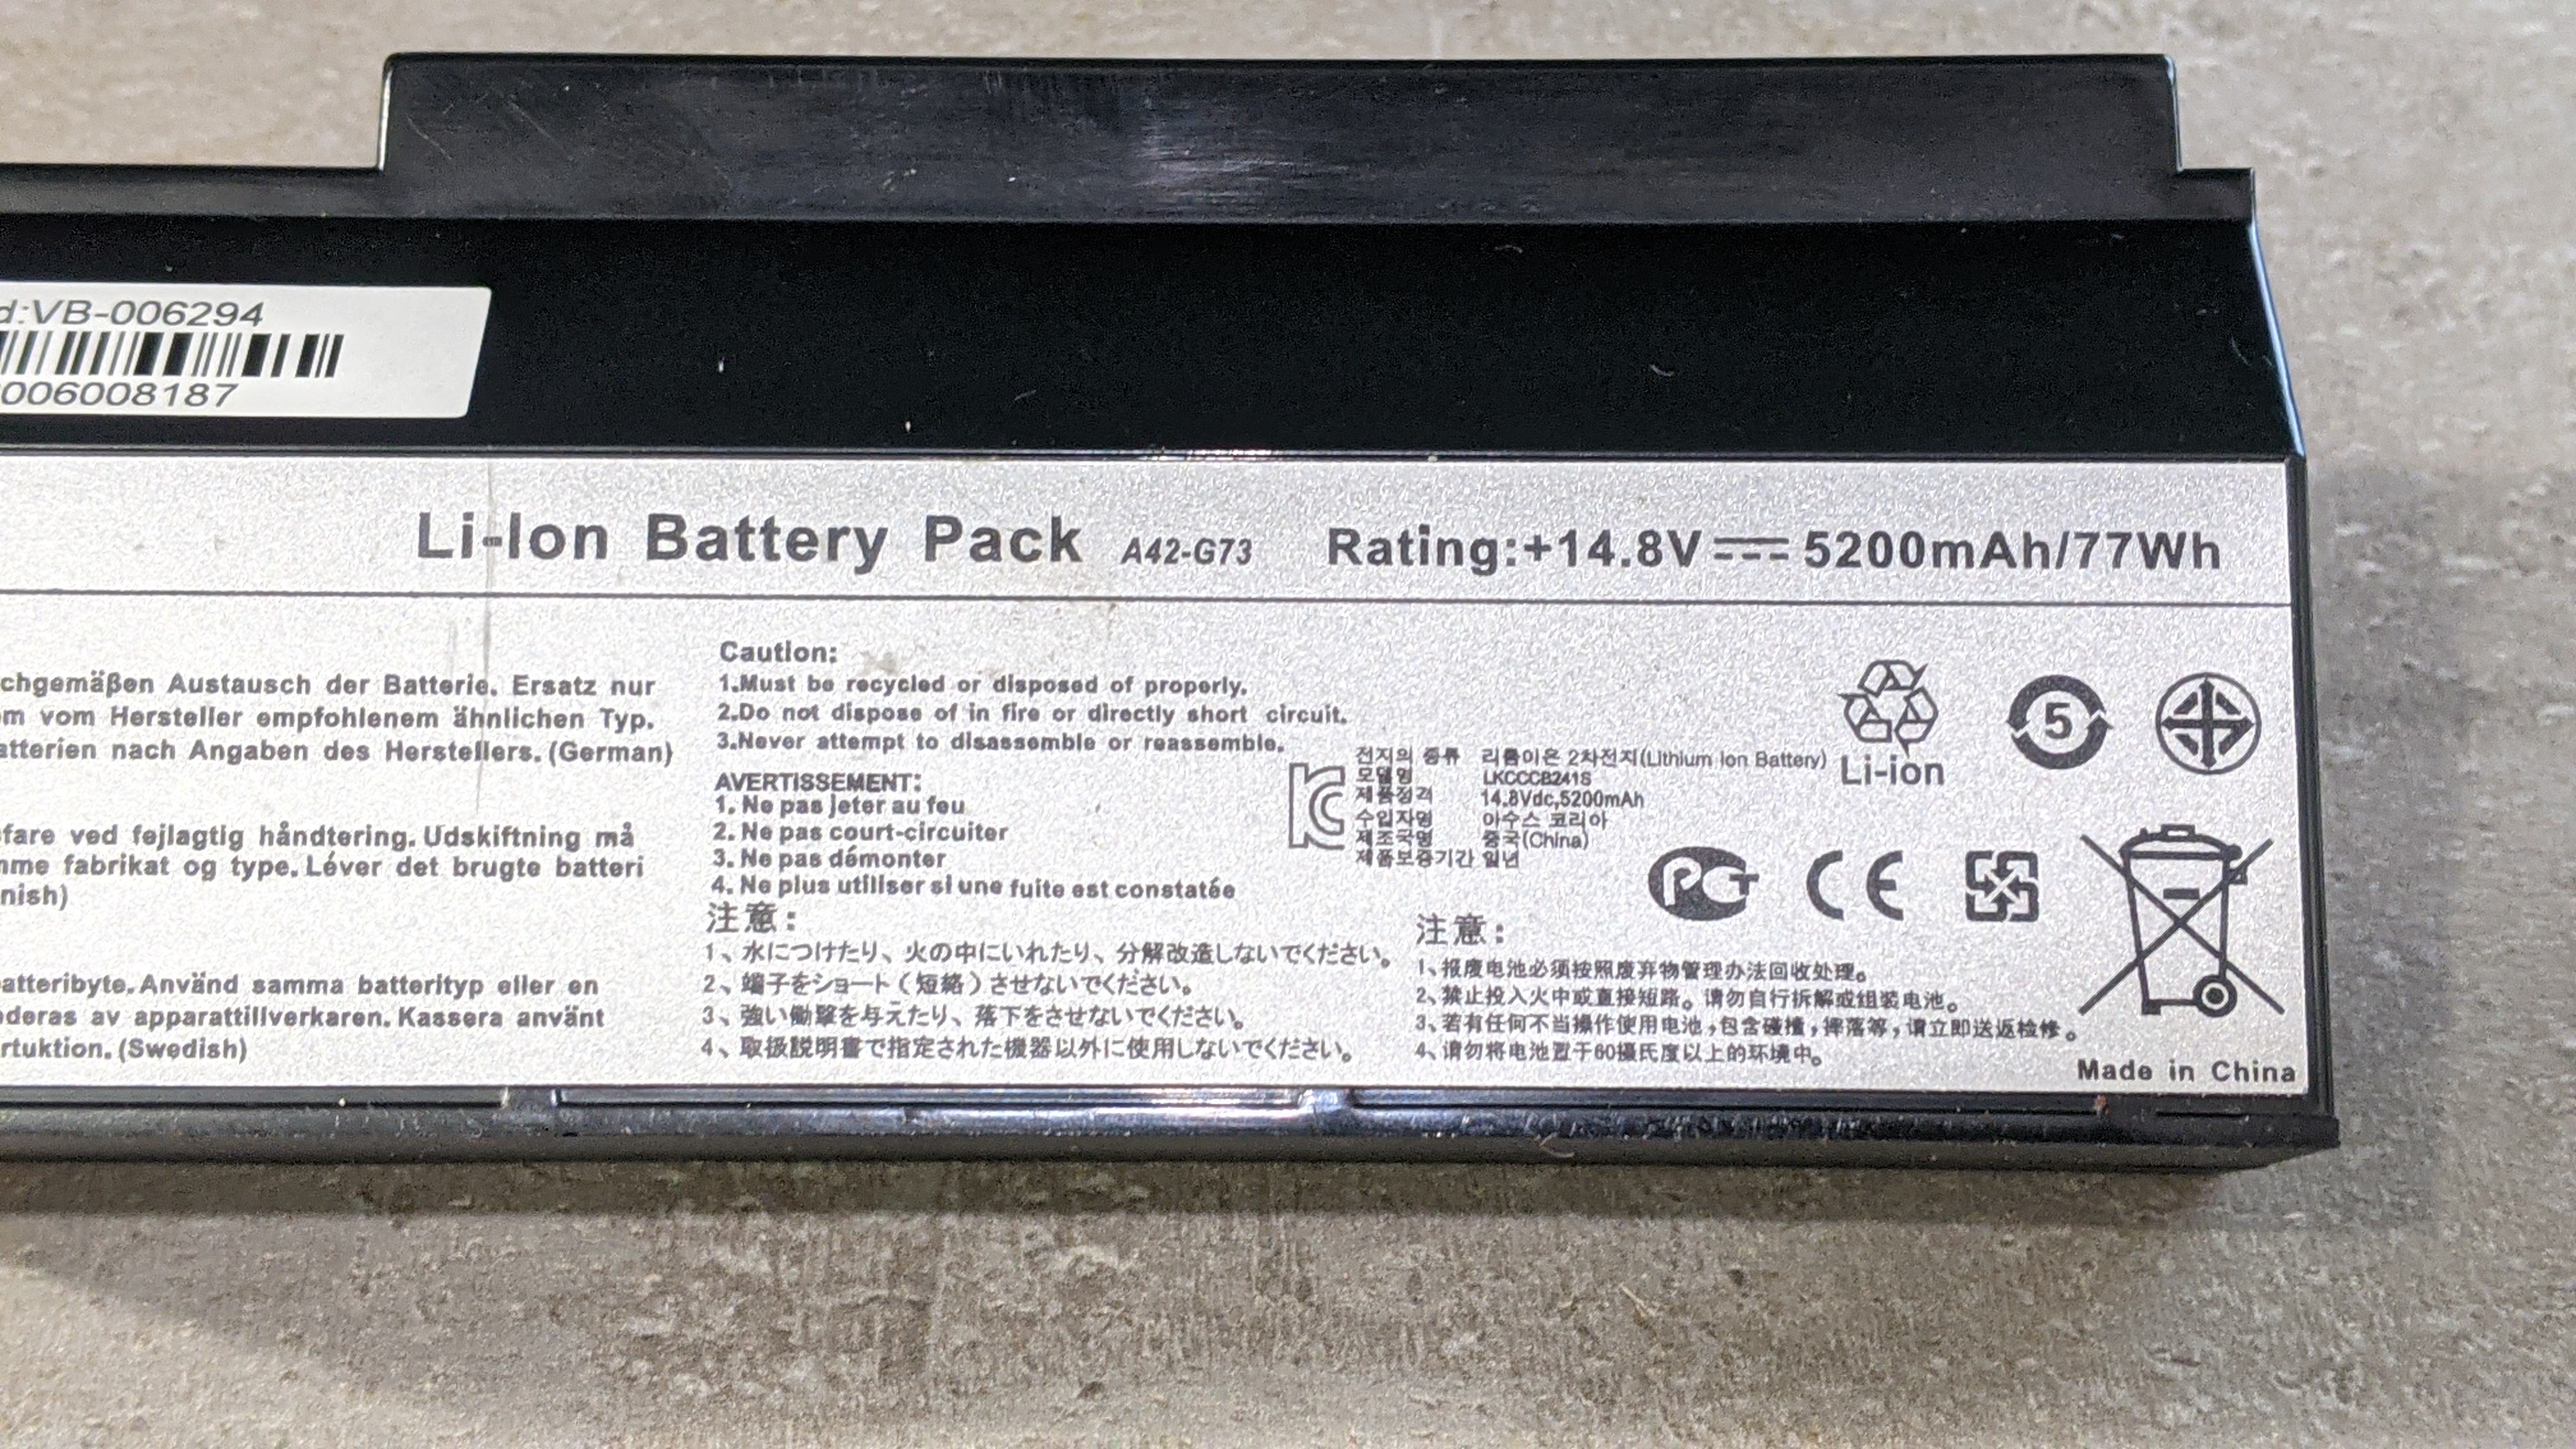 d:VB-006294
006008187
Li-Ion Battery Pack A42-G73 Rating:+14.8V 5200mAh/77Wh
chgemäßen Austausch der Batterie. Ersatz nur
em vom Hersteller empfohlenem ähnlichen Typ.
atterien nach Angaben des Herstellers. (German)
sfare ved fejlagtig håndtering. Udskiftning må
nme fabrikat og type. Léver det brugte batteri
nish)
atteribyte. Använd samma batterityp eller en
deras av apparattillverkaren. Kassera använt
rtuktion. (Swedish)
Caution:
1.Must be recycled or disposed of properly.
2.Do not dispose of in fire or directly short circuit.
3.Never attempt to disassemble or reassemble.
AVERTISSEMENT:
1. Ne pas jeter au feu
2. Ne pas court-circuiter
3. Ne pas démonter
4. Ne plus utiliser si une fuite est constatée
注意:
1、水につけたり、火の中にいれたり、分解改造しないでください。
2、端子をショート（短絡）させないでください。
3、強い衝撃を与えたり、落下をさせないでください。
4、取扱説明書で指定された機器以外に使用しないでください。
전지의 종류 리튬이온 2차전지(Lithium Ion Battery)
모델명 LKCCCB241S
제품정격 14.8Vdc,5200mAh
수입자명 아수스 코리아
제조국명 중국(China)
제품보증기간 일년
Li-ion
5
CE
注意:
1、报废电池必须按照废弃物管理办法回收处理。
2、禁止投入火中或直接短路。请勿自行拆解或组装电池。
3、若有任何不当操作使用电池,包含碰撞,摔落等,请立即送返检修。
4、请勿将电池置于60摄氏度以上的环境中。
Made in China